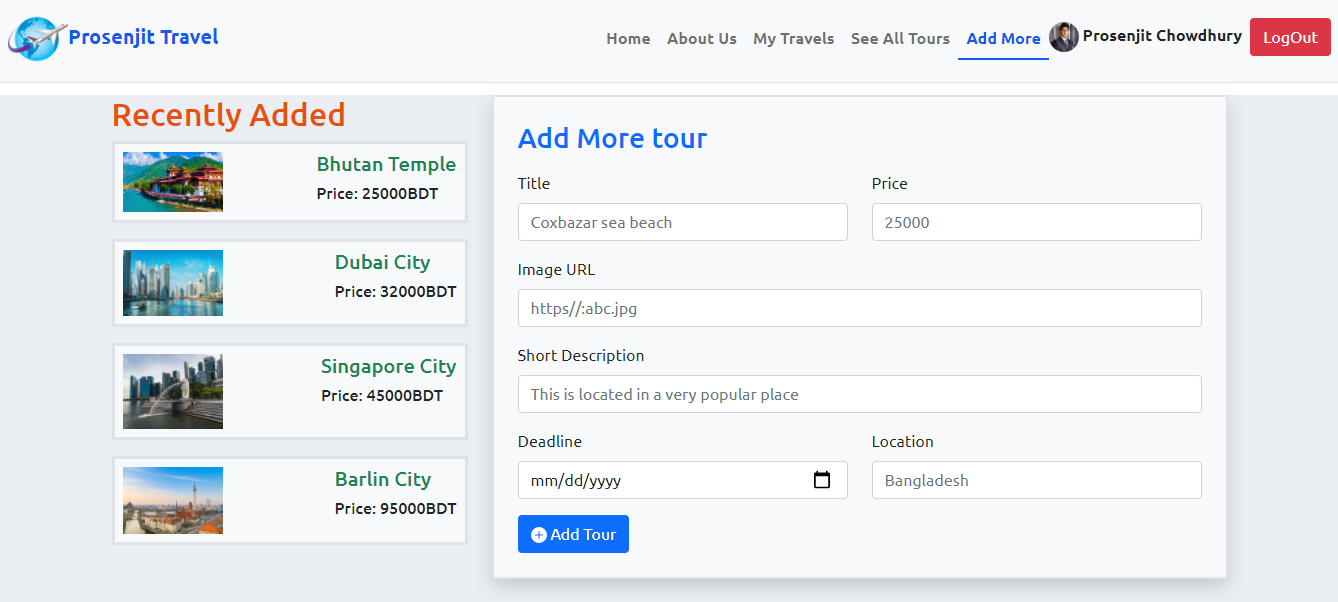 Prosenjit Travel
Home About Us My Travels See All Tours Add More Prosenjit Chowdhury LogOut
Recently Added
Bhutan Temple
Price: 25000BDT
Dubai City
Price: 32000BDT
Singapore City
Price: 45000BDT
Barlin City
Price: 95000BDT
Add More tour
Title Price
Coxbazar sea beach 25000
Image URL
https//:abc.jpg
Short Description
This is located in a very popular place
Deadline Location
mm/dd/yyyy Bangladesh
Add Tour